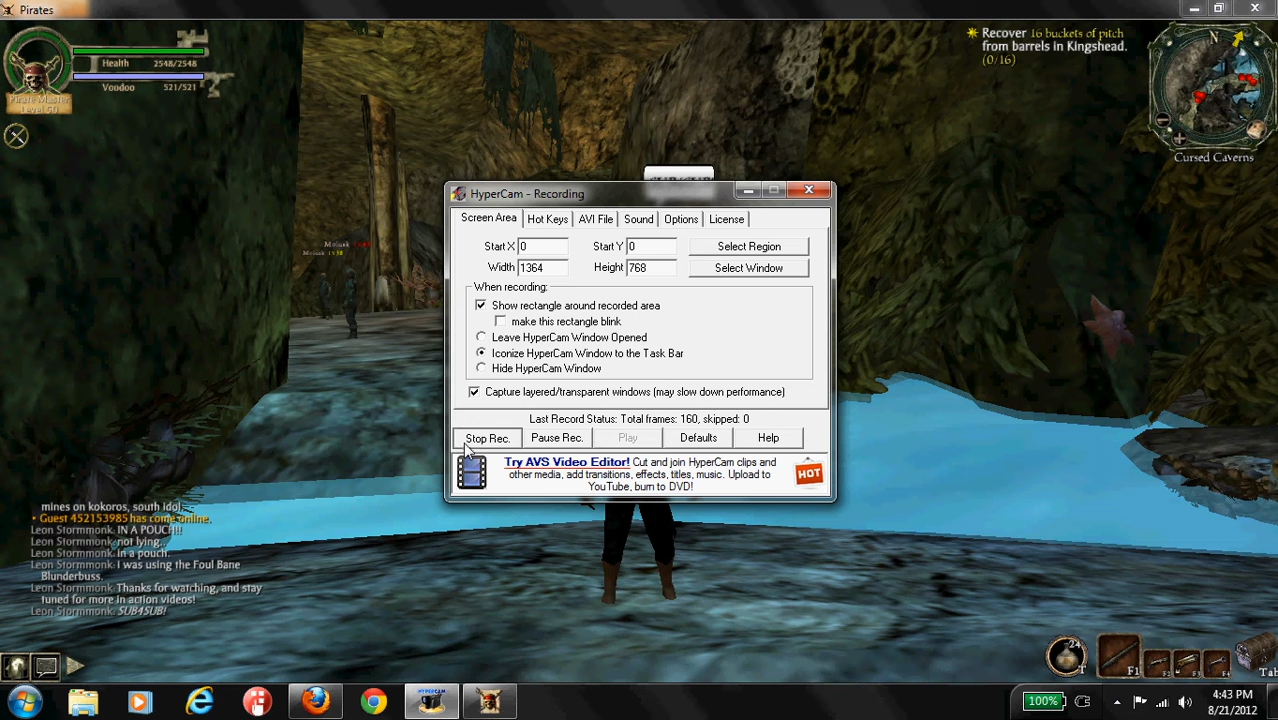 Pirates
Health 2548/2548
Voodoo 521/521
Pirate Master
Level 50
Recover 16 buckets of pitch
from barrels in Kingshead.
(0/16)
N
Cursed Caverns
HyperCam - Recording
Screen Area Hot Keys AVI File Sound Options License
Start X 0 Start Y 0 Select Region
Width 1364 Height 768 Select Window
When recording:
Show rectangle around recorded area
make this rectangle blink
Leave HyperCam Window Opened
Iconize HyperCam Window to the Task Bar
Hide HyperCam Window
Capture layered/transparent windows (may slow down performance)
Last Record Status: Total frames: 160, skipped: 0
Stop Rec. Pause Rec. Play Defaults Help
Try AVS Video Editor! Cut and join HyperCam clips and
other media, add transitions, effects, titles, music. Upload to
YouTube, burn to DVD!
HOT
mines on kokoros, south idol.
• Guest 452153985 has come online.
Leon Stormmonk: IN A POUCH!!
Leon Stormmonk: not lying..
Leon Stormmonk: in a pouch.
Leon Stormmonk: I was using the Foul Bane
Blunderbuss.
Leon Stormmonk: Thanks for watching, and stay
tuned for more in action videos!
Leon Stormmonk: SUB4SUB!
24
T F1 F2 F3 F4 Tab
HYPERCAM
100%
4:43 PM
8/21/2012